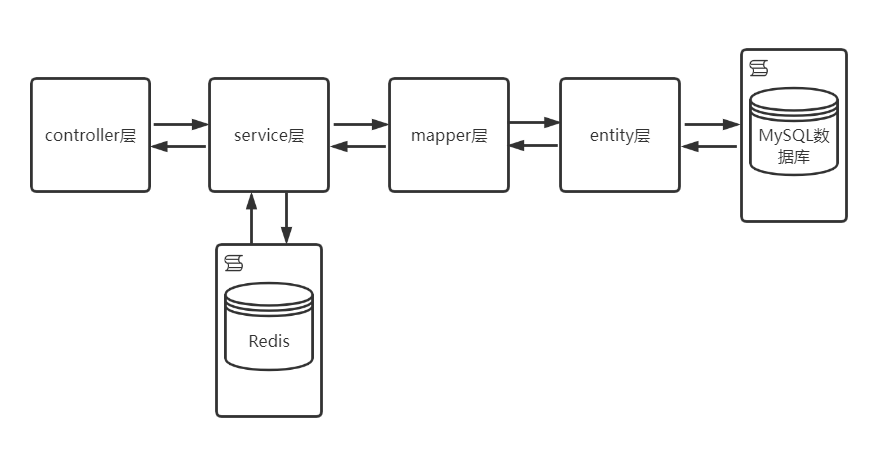 controller层
service层
mapper层
entity层
MySQL数
据库
Redis